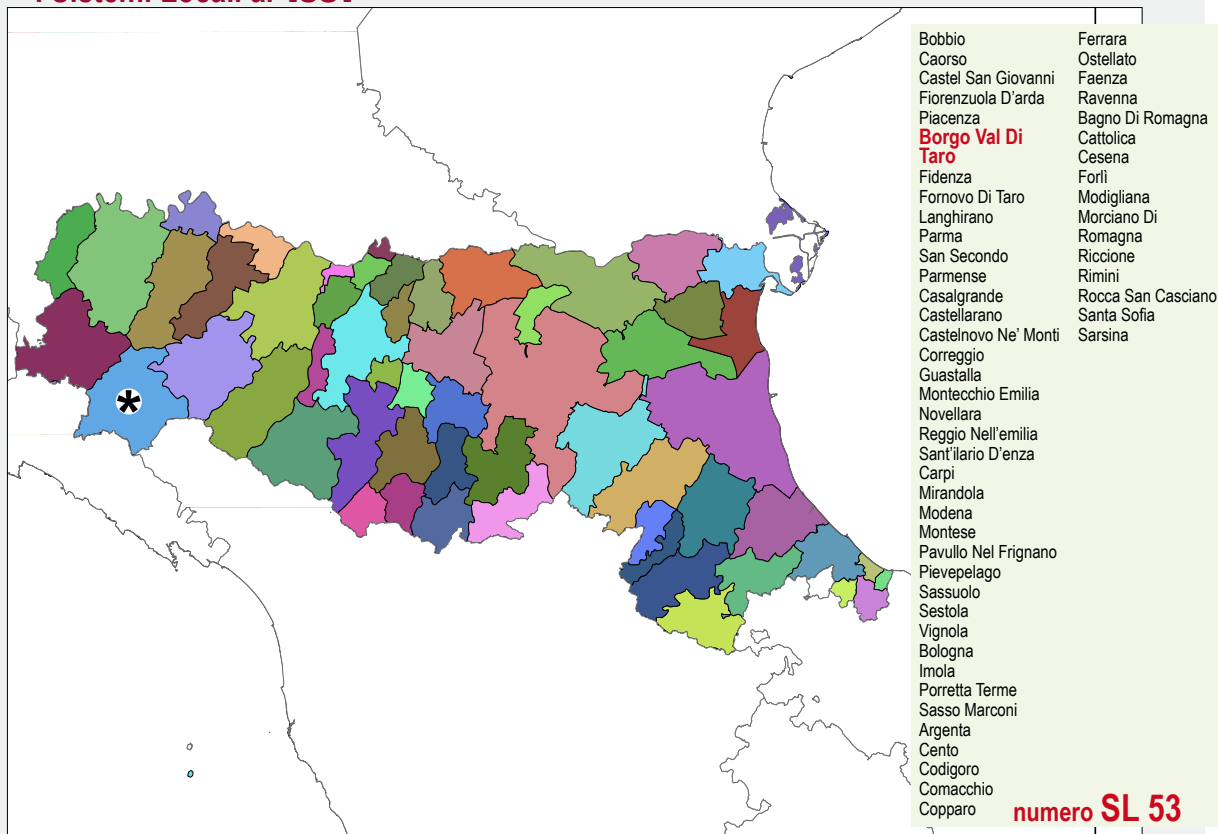 Bobbio
Caorso
Castel San Giovanni
Fiorenzuola D'arda
Piacenza
Borgo Val Di
Taro
Fidenza
Fornovo Di Taro
Langhirano
Parma
San Secondo
Parmense
Casalgrande
Castellarano
Castelnovo Ne' Monti
Correggio
Guastalla
Montecchio Emilia
Novellara
Reggio Nell'emilia
Sant'ilario D'enza
Carpi
Mirandola
Modena
Montese
Pavullo Nel Frignano
Pievepelago
Sassuolo
Sestola
Vignola
Bologna
Imola
Porretta Terme
Sasso Marconi
Argenta
Cento
Codigoro
Comacchio
Copparo
Ferrara
Ostellato
Faenza
Ravenna
Bagno Di Romagna
Cattolica
Cesena
Forlì
Modigliana
Morciano Di
Romagna
Riccione
Rimini
Rocca San Casciano
Santa Sofia
Sarsina
numero SL 53
*